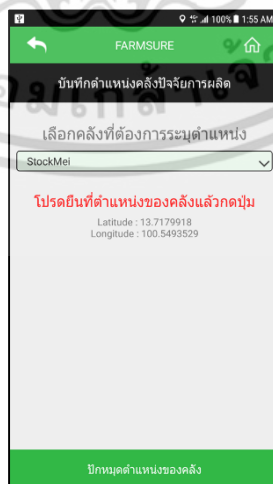 100% 1:55 AM
FARMSURE
บันทึกตำแหน่งคลังปัจจัยการผลิต
เลือกคลังที่ต้องการระบุตำแหน่ง
StockMei
โปรดยืนที่ตำแหน่งของคลังแล้วกดปุ่ม
Latitude : 13.7179918
Longitude : 100.5493529
ปักหมุดตำแหน่งของคลัง